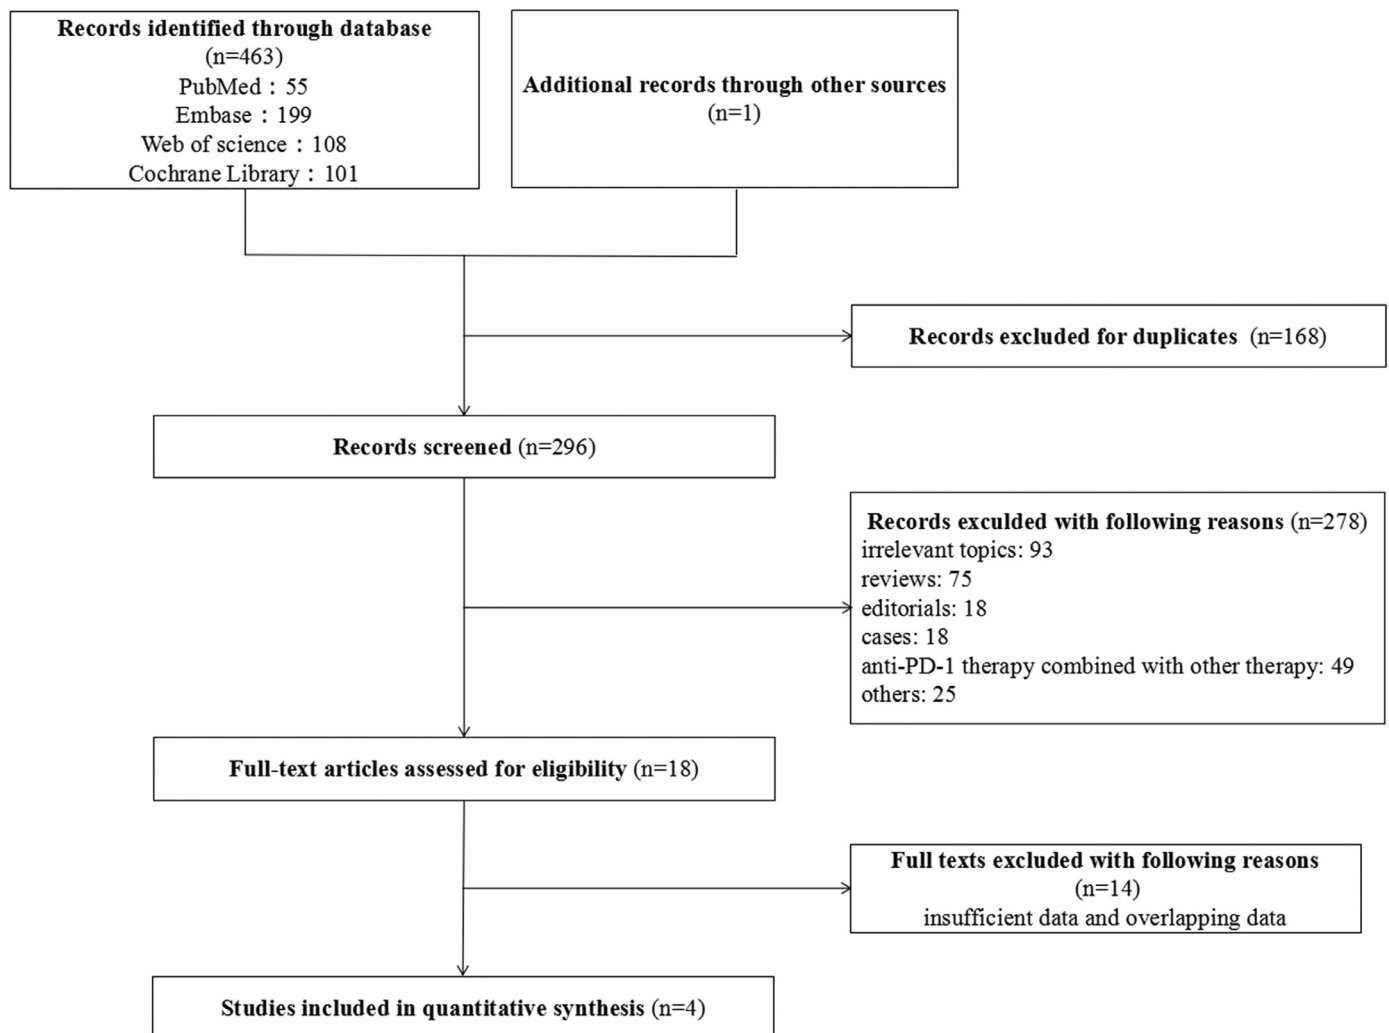 Records identified through database
(n=463)
PubMed：55
Embase：199
Web of science：108
Cochrane Library：101
Additional records through other sources
(n=1)
Records excluded for duplicates (n=168)
Records screened (n=296)
Records exculded with following reasons (n=278)
irrelevant topics: 93
reviews: 75
editorials: 18
cases: 18
anti-PD-1 therapy combined with other therapy: 49
others: 25
Full-text articles assessed for eligibility (n=18)
Full texts excluded with following reasons
(n=14)
insufficient data and overlapping data
Studies included in quantitative synthesis (n=4)